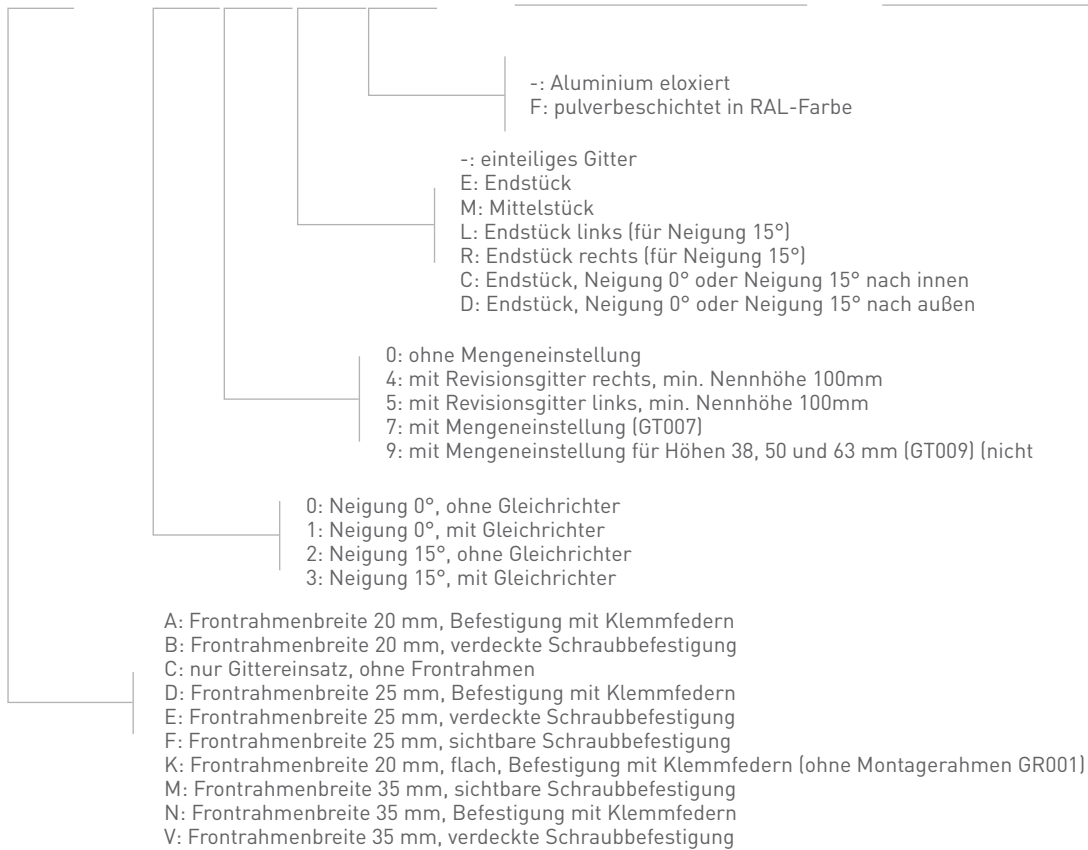 -: Aluminium eloxiert
F: pulverbeschichtet in RAL-Farbe
-: einteiliges Gitter
E: Endstück
M: Mittelstück
L: Endstück links (für Neigung 15°)
R: Endstück rechts (für Neigung 15°)
C: Endstück, Neigung 0° oder Neigung 15° nach innen
D: Endstück, Neigung 0° oder Neigung 15° nach außen
0: ohne Mengeneinstellung
4: mit Revisionsgitter rechts, min. Nennhöhe 100mm
5: mit Revisionsgitter links, min. Nennhöhe 100mm
7: mit Mengeneinstellung (GT007)
9: mit Mengeneinstellung für Höhen 38, 50 und 63 mm (GT009) (nicht
0: Neigung 0°, ohne Gleichrichter
1: Neigung 0°, mit Gleichrichter
2: Neigung 15°, ohne Gleichrichter
3: Neigung 15°, mit Gleichrichter
A: Frontrahmenbreite 20 mm, Befestigung mit Klemmfedern
B: Frontrahmenbreite 20 mm, verdeckte Schraubbefestigung
C: nur Gittereinsatz, ohne Frontrahmen
D: Frontrahmenbreite 25 mm, Befestigung mit Klemmfedern
E: Frontrahmenbreite 25 mm, verdeckte Schraubbefestigung
F: Frontrahmenbreite 25 mm, sichtbare Schraubbefestigung
K: Frontrahmenbreite 20 mm, flach, Befestigung mit Klemmfedern (ohne Montagerahmen GR001)
M: Frontrahmenbreite 35 mm, sichtbare Schraubbefestigung
N: Frontrahmenbreite 35 mm, Befestigung mit Klemmfedern
V: Frontrahmenbreite 35 mm, verdeckte Schraubbefestigung